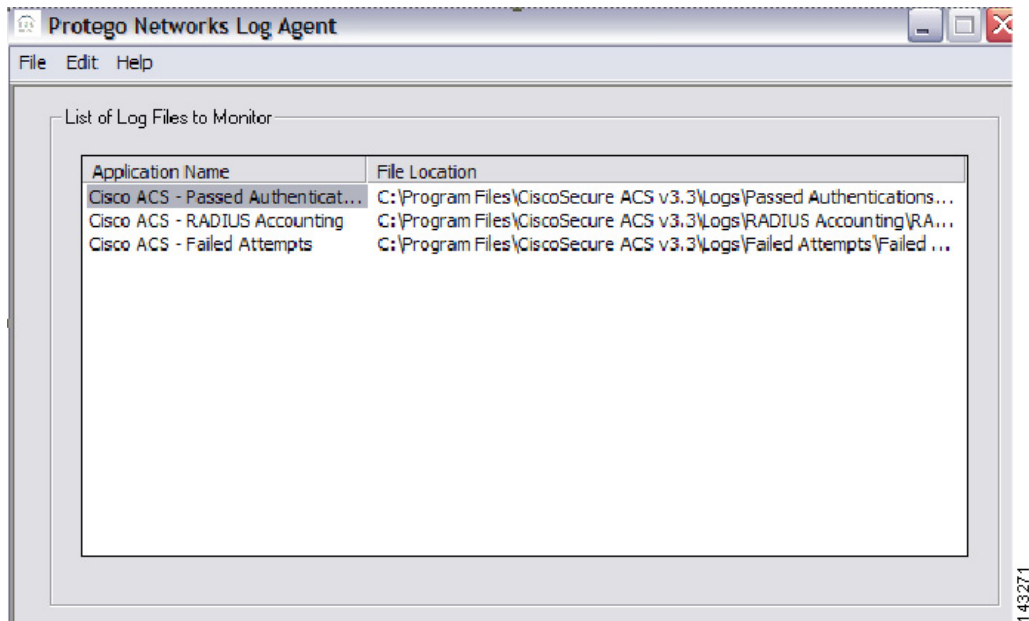 Protego Networks Log Agent
File Edit Help
List of Log Files to Monitor
Application Name File Location
Cisco ACS - Passed Authenticat... C:\Program Files\CiscoSecure ACS v3.3\Logs\Passed Authentications...
Cisco ACS - RADIUS Accounting C:\Program Files\CiscoSecure ACS v3.3\Logs\RADIUS Accounting\RA...
Cisco ACS - Failed Attempts C:\Program Files\CiscoSecure ACS v3.3\Logs\Failed Attempts\Failed ...
143271